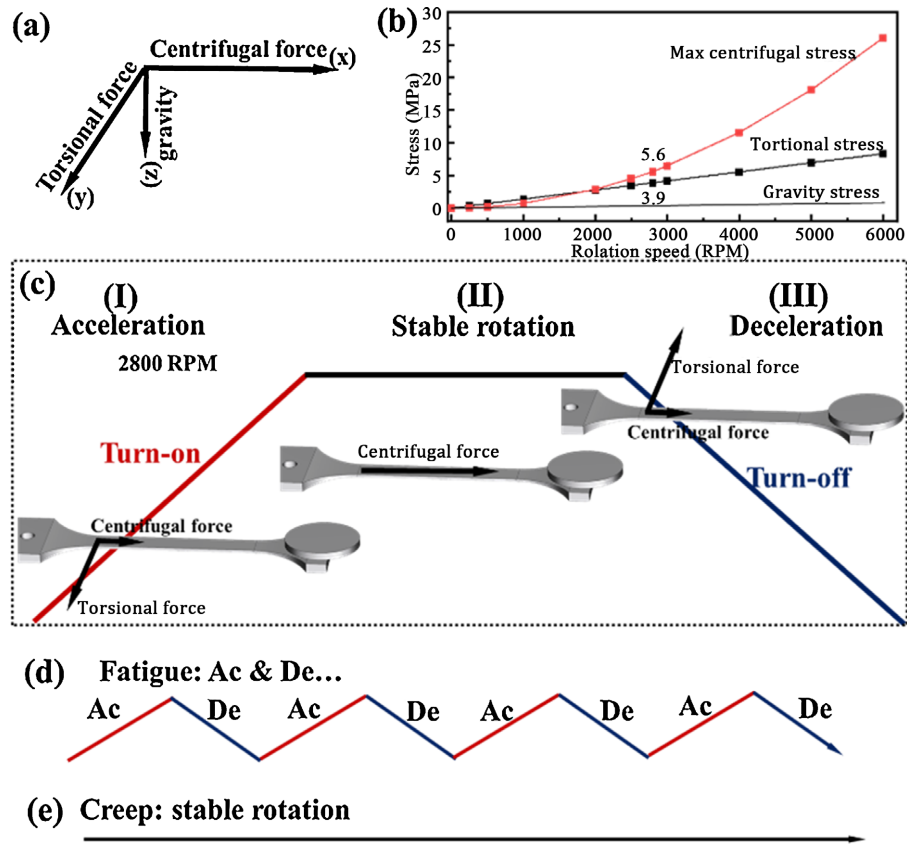 (a)
Centrifugal force
(x)
Torsional force
(y)
gravity
(z)
(b)
30
25
20
15
10
5
0
Stress (MPa)
Max centrifugal stress
5.6
Tortional stress
3.9
Gravity stress
0 1000 2000 3000 4000 5000 6000
Rolation speed (RPM)
(c)
(I)
Acceleration
2800 RPM
(II)
Stable rotation
(III)
Deceleration
Torsional force
Centrifugal force
Turn-on
Centrifugal force
Turn-off
Centrifugal force
Torsional force
(d) Fatigue: Ac & De...
Ac De Ac De Ac De Ac De
(e) Creep: stable rotation